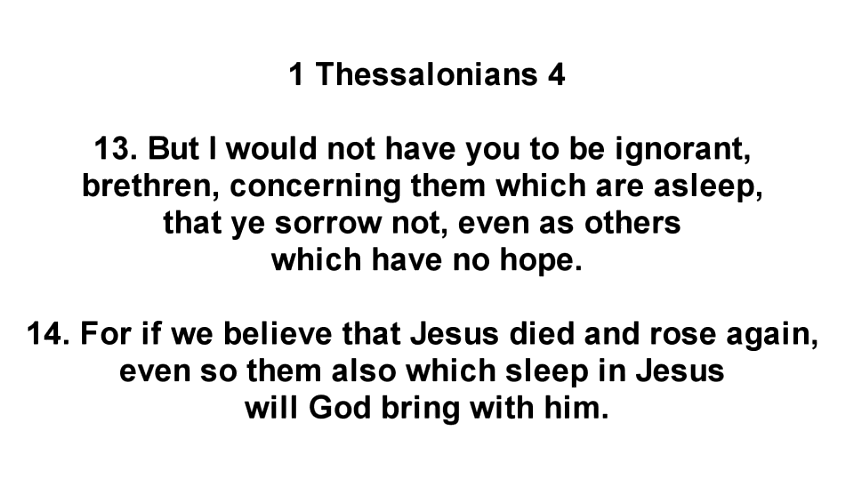 1 Thessalonians 4
13. But I would not have you to be ignorant,
brethren, concerning them which are asleep,
that ye sorrow not, even as others
which have no hope.
14. For if we believe that Jesus died and rose again,
even so them also which sleep in Jesus
will God bring with him.